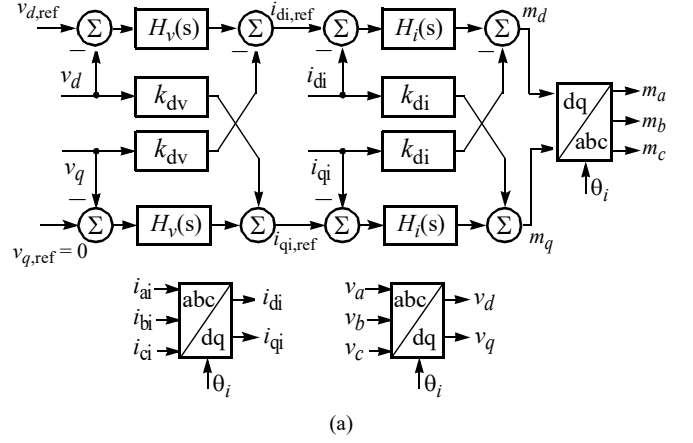 v_{d,ref} Σ H_v(s) Σ i_{di,ref} Σ H_i(s) Σ m_d
−
−
−
−
v_d k_{dv} i_{di} k_{di}
dq m_a
m_b
abc m_c
v_q k_{dv} i_{qi} k_{di}
θ_i
−
−
Σ H_v(s) Σ Σ H_i(s) Σ m_q
v_{q,ref} = 0 i_{qi,ref}
i_{ai} abc i_{di}
i_{bi}
i_{ci} dq i_{qi}
θ_i
v_a abc v_d
v_b
v_c dq v_q
θ_i
(a)